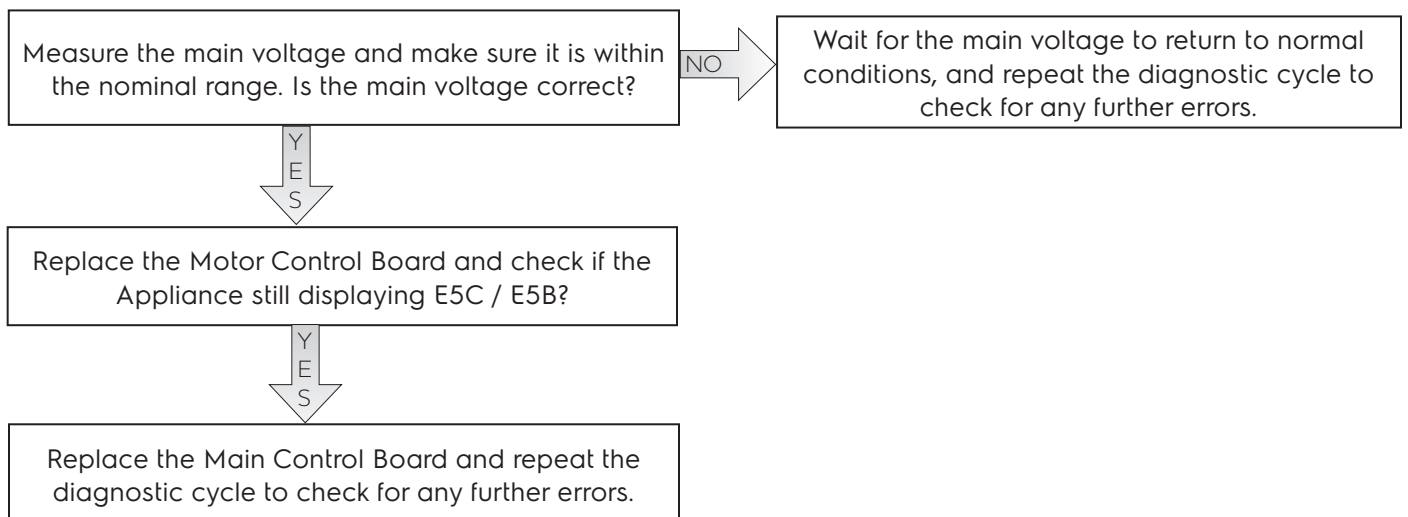 Measure the main voltage and make sure it is within
the nominal range. Is the main voltage correct?
NO
Wait for the main voltage to return to normal
conditions, and repeat the diagnostic cycle to
check for any further errors.
YES
Replace the Motor Control Board and check if the
Appliance still displaying E5C / E5B?
YES
Replace the Main Control Board and repeat the
diagnostic cycle to check for any further errors.